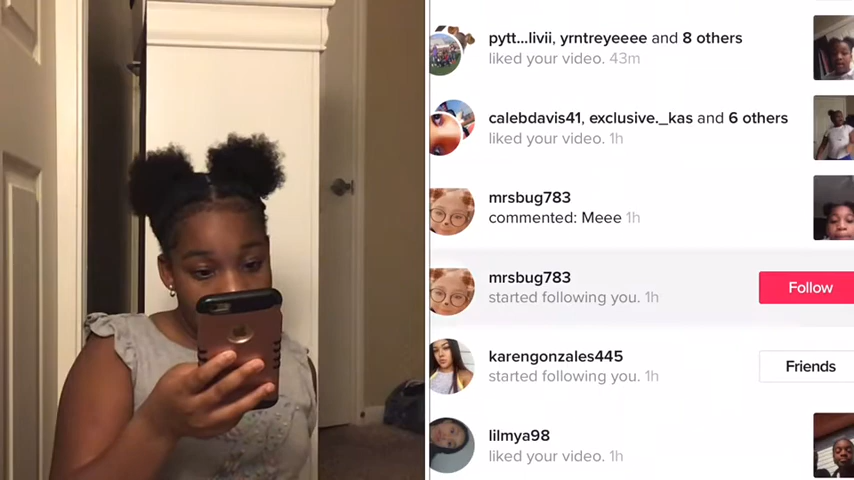 pytt...livii, yrntreyeeee and 8 others
liked your video. 43m
calebdavis41, exclusive._kas and 6 others
liked your video. 1h
mrsbug783
commented: Meee 1h
mrsbug783
started following you. 1h
Follow
karengonzales445
started following you. 1h
Friends
lilmya98
liked your video. 1h